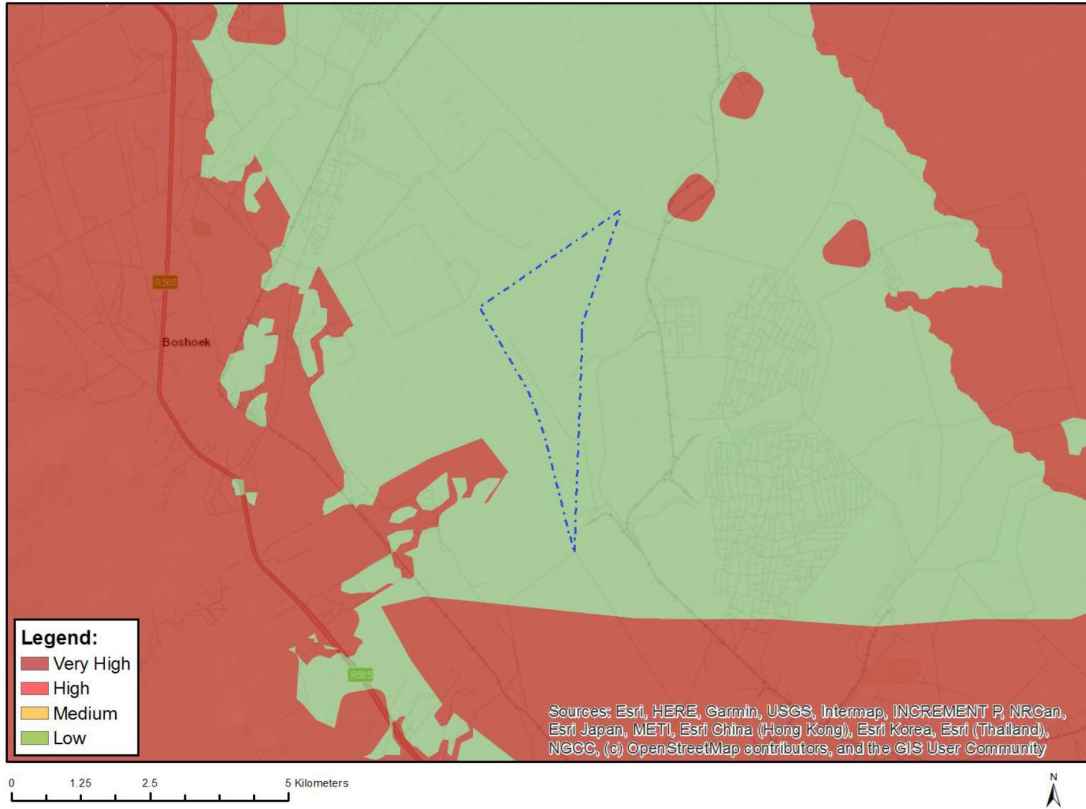 R565
Boshoek
R565
Legend:
Very High
High
Medium
Low
Sources: Esri, HERE, Garmin, USGS, Intermap, INCREMENT P, NRCan,
Esri Japan, METI, Esri China (Hong Kong), Esri Korea, Esri (Thailand),
NGCC, (c) OpenStreetMap contributors, and the GIS User Community
0 1.25 2.5 5 Kilometers
N